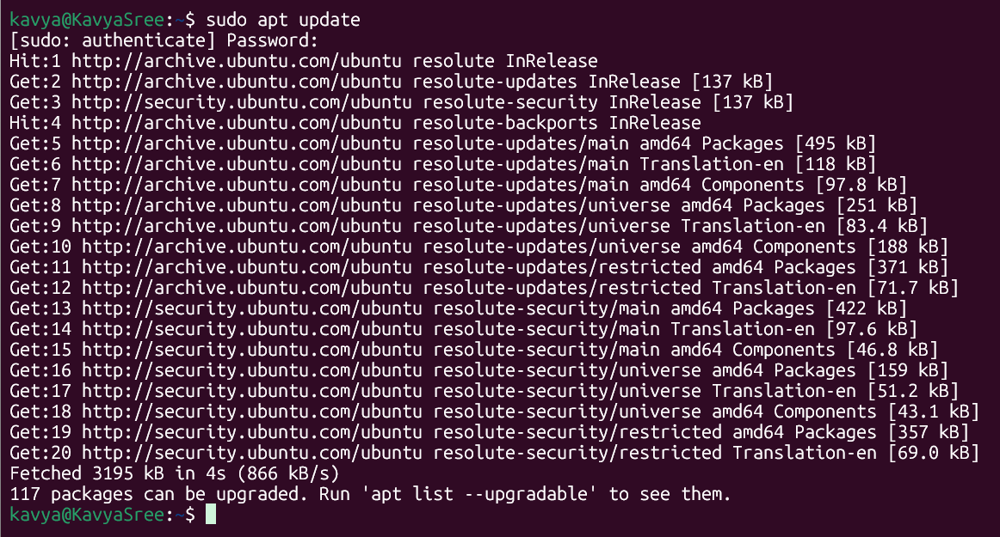 kavya@KavyaSree:~$ sudo apt update
[sudo: authenticate] Password:
Hit:1 http://archive.ubuntu.com/ubuntu resolute InRelease
Get:2 http://archive.ubuntu.com/ubuntu resolute-updates InRelease [137 kB]
Get:3 http://security.ubuntu.com/ubuntu resolute-security InRelease [137 kB]
Hit:4 http://archive.ubuntu.com/ubuntu resolute-backports InRelease
Get:5 http://archive.ubuntu.com/ubuntu resolute-updates/main amd64 Packages [495 kB]
Get:6 http://archive.ubuntu.com/ubuntu resolute-updates/main Translation-en [118 kB]
Get:7 http://archive.ubuntu.com/ubuntu resolute-updates/main amd64 Components [97.8 kB]
Get:8 http://archive.ubuntu.com/ubuntu resolute-updates/universe amd64 Packages [251 kB]
Get:9 http://archive.ubuntu.com/ubuntu resolute-updates/universe Translation-en [83.4 kB]
Get:10 http://archive.ubuntu.com/ubuntu resolute-updates/universe amd64 Components [188 kB]
Get:11 http://archive.ubuntu.com/ubuntu resolute-updates/restricted amd64 Packages [371 kB]
Get:12 http://archive.ubuntu.com/ubuntu resolute-updates/restricted Translation-en [71.7 kB]
Get:13 http://security.ubuntu.com/ubuntu resolute-security/main amd64 Packages [422 kB]
Get:14 http://security.ubuntu.com/ubuntu resolute-security/main Translation-en [97.6 kB]
Get:15 http://security.ubuntu.com/ubuntu resolute-security/main amd64 Components [46.8 kB]
Get:16 http://security.ubuntu.com/ubuntu resolute-security/universe amd64 Packages [159 kB]
Get:17 http://security.ubuntu.com/ubuntu resolute-security/universe Translation-en [51.2 kB]
Get:18 http://security.ubuntu.com/ubuntu resolute-security/universe amd64 Components [43.1 kB]
Get:19 http://security.ubuntu.com/ubuntu resolute-security/restricted amd64 Packages [357 kB]
Get:20 http://security.ubuntu.com/ubuntu resolute-security/restricted Translation-en [69.0 kB]
Fetched 3195 kB in 4s (866 kB/s)
117 packages can be upgraded. Run 'apt list --upgradable' to see them.
kavya@KavyaSree:~$